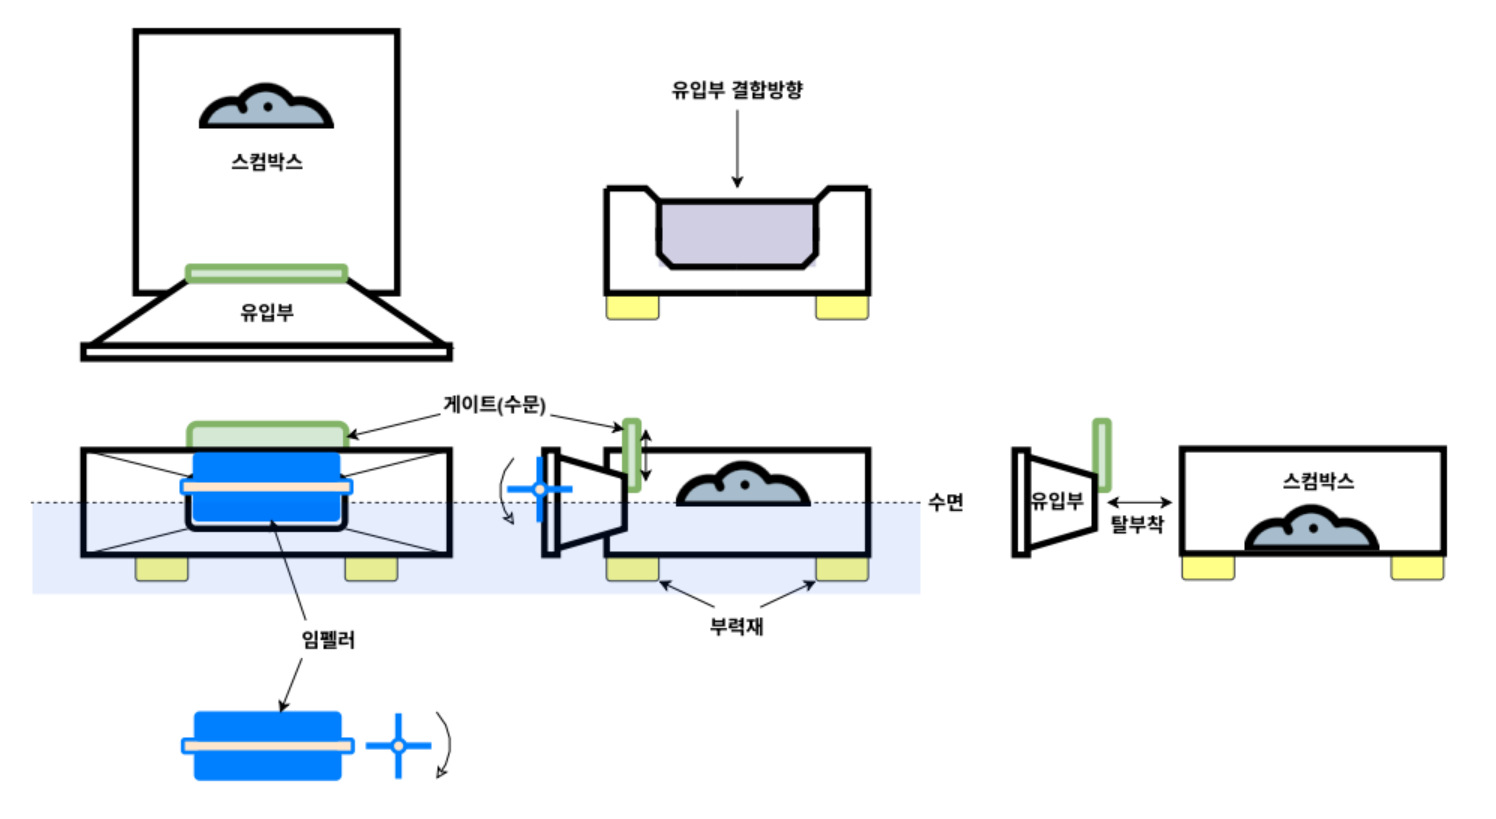 스컴박스
유입부
유입부 결합방향
게이트(수문)
수면
임펠러
부력재
유입부
탈부착
스컴박스